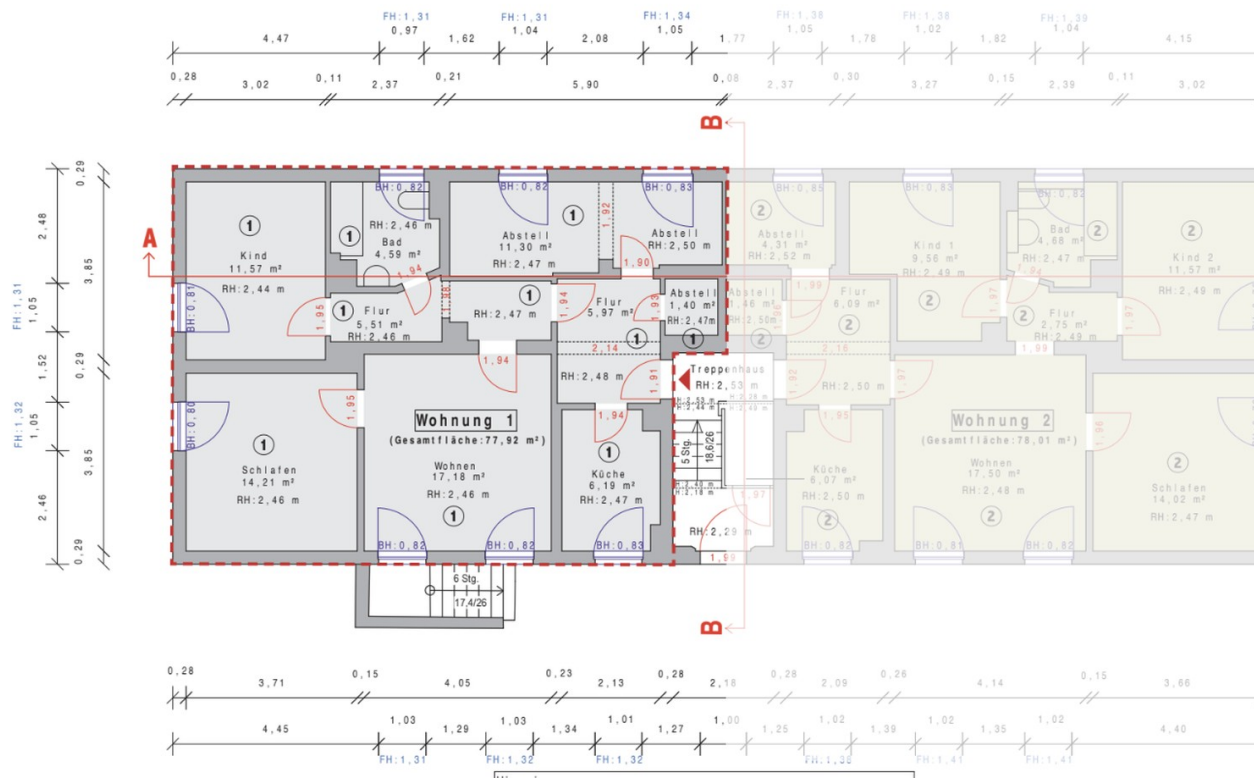 FH:1,31 FH:1,31 FH:1,34 FH:1,38 FH:1,38 FH:1,39
4,47 0,97 1,62 1,04 2,08 1,05 1,77 1,05 1,78 1,02 1,82 1,04 4,15
0,28 3,02 0,11 2,37 0,21 5,90 0,08 2,37 0,30 3,27 0,15 2,39 0,11 3,02
B
0,29
2,48
3,85
FH:1,31
1,05
1,52
0,29
FH:1,32
1,05
3,85
2,46
0,29
A
1
Kind
11,57 m²
RH:2,44 m
BH:0,81
1,95
BH:0,82
RH:2,46 m
1
Bad
4,59 m²
1,94
1
Flur
5,51 m²
RH:2,46 m
1,88
BH:0,82
1
Abstell
11,30 m²
RH:2,47 m
1,92
BH:0,83
Abstell
RH:2,50 m
1,90
1
RH:2,47 m
1,94
Flur
5,97 m²
1,93
Abstell
1,40 m²
RH:2,47m
1
1
2,14
RH:2,48 m
1,91
1,94
1,94
1,95
BH:0,80
1
Schlafen
14,21 m²
RH:2,46 m
Wohnung 1
(Gesamtfläche:77,92 m²)
Wohnen
17,18 m²
RH:2,46 m
1
BH:0,82
BH:0,82
1
Küche
6,19 m²
RH:2,47 m
BH:0,83
Treppenhaus
RH:2,53 m
2,44 m
5 Stg.
18,6/26
2,40 m
2,18 m
1,97
RH:2,29 m
1,99
6 Stg.
17.4/26
BH:0,85
2
Abstell
4,31 m²
RH:2,52 m
1,99
Abstell
1,46 m²
RH:2,50m
2
1,96
Flur
6,09 m²
2
2,16
1,92
RH:2,50 m
1,97
1,95
BH:0,82
Kind 1
9,56 m²
RH:2,49 m
2
1,97
BH:0,82
2
Bad
4,68 m²
RH:2,47 m
1,94
Flur
2,75 m²
RH:2,49 m
1,99
1,97
2
Kind 2
11,57 m²
RH:2,49 m
Küche
6,07 m²
RH:2,50 m
2
BH:0,82
Wohnung 2
(Gesamtfläche:78,01 m²)
Wohnen
17,50 m²
RH:2,48 m
2
BH:0,82
BH:0,82
1,96
2
Schlafen
14,02 m²
RH:2,47 m
B
0,28 3,71 0,15 4,05 0,23 2,13 0,28 2,18 0,28 2,09 0,26 4,14 0,15 3,66
4,45 1,03 1,29 1,03 1,34 1,01 1,27 1,00 1,25 1,02 1,39 1,02 1,35 1,02 4,40
FH:1,31 FH:1,32 FH:1,32 FH:1,38 FH:1,41 FH:1,41